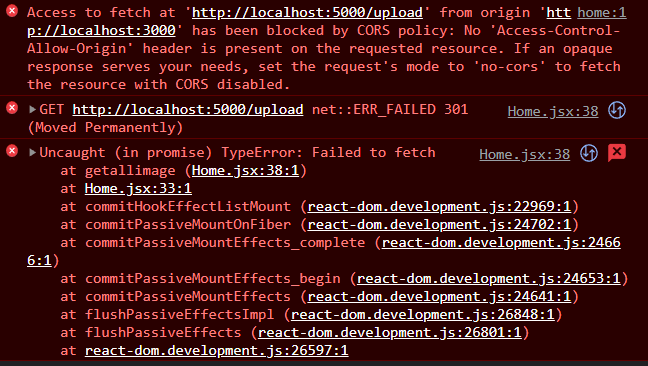 Access to fetch at 'http://localhost:5000/upload' from origin 'htt home:1
p://localhost:3000' has been blocked by CORS policy: No 'Access-Control-
Allow-Origin' header is present on the requested resource. If an opaque
response serves your needs, set the request's mode to 'no-cors' to fetch
the resource with CORS disabled.
GET http://localhost:5000/upload net::ERR_FAILED 301 Home.jsx:38
(Moved Permanently)
Uncaught (in promise) TypeError: Failed to fetch Home.jsx:38
at getallimage (Home.jsx:38:1)
at Home.jsx:33:1
at commitHookEffectListMount (react-dom.development.js:22969:1)
at commitPassiveMountOnFiber (react-dom.development.js:24702:1)
at commitPassiveMountEffects_complete (react-dom.development.js:2466
6:1)
at commitPassiveMountEffects_begin (react-dom.development.js:24653:1)
at commitPassiveMountEffects (react-dom.development.js:24641:1)
at flushPassiveEffectsImpl (react-dom.development.js:26848:1)
at flushPassiveEffects (react-dom.development.js:26801:1)
at react-dom.development.js:26597:1